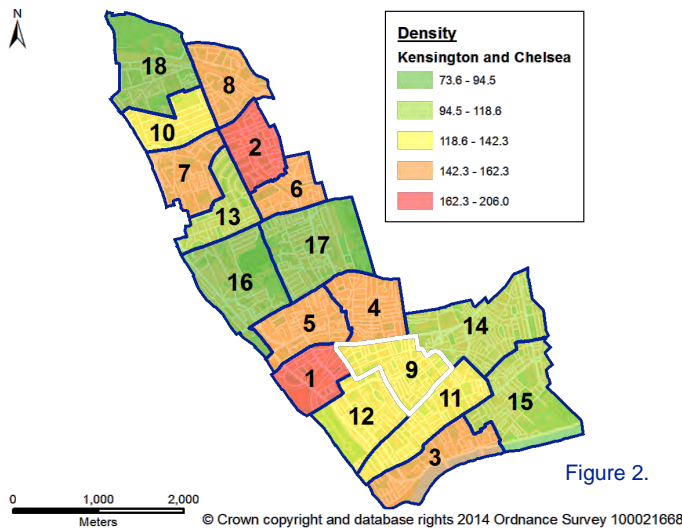 N
Density
Kensington and Chelsea
73.6 - 94.5
94.5 - 118.6
118.6 - 142.3
142.3 - 162.3
162.3 - 206.0
18
8
10
2
7
6
13
17
16
4
5
14
9
1
11
15
12
3
Figure 2.
0 1,000 2,000
Meters
© Crown copyright and database rights 2014 Ordnance Survey 100021668